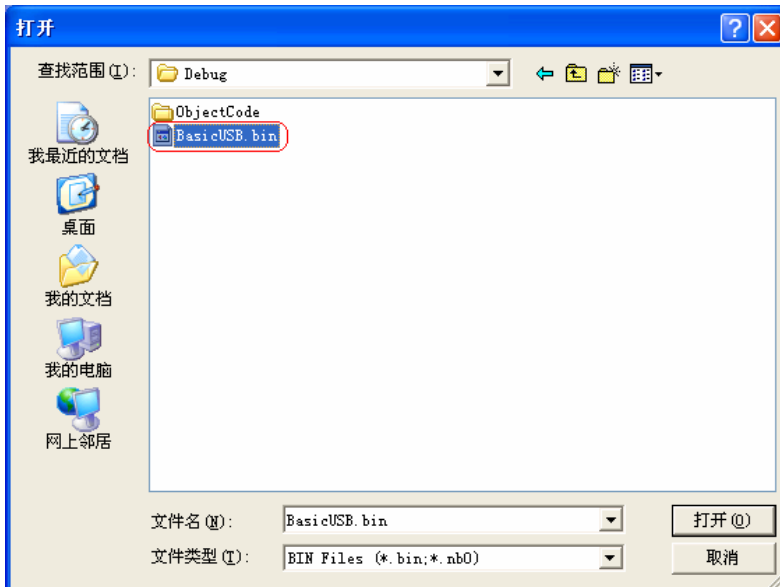 打开
查找范围(I):
Debug
ObjectCode
BasicUSB.bin
我最近的文档
桌面
我的文档
我的电脑
网上邻居
文件名(N):
BasicUSB.bin
打开(O)
文件类型(T):
BIN Files (*.bin;*.nb0)
取消